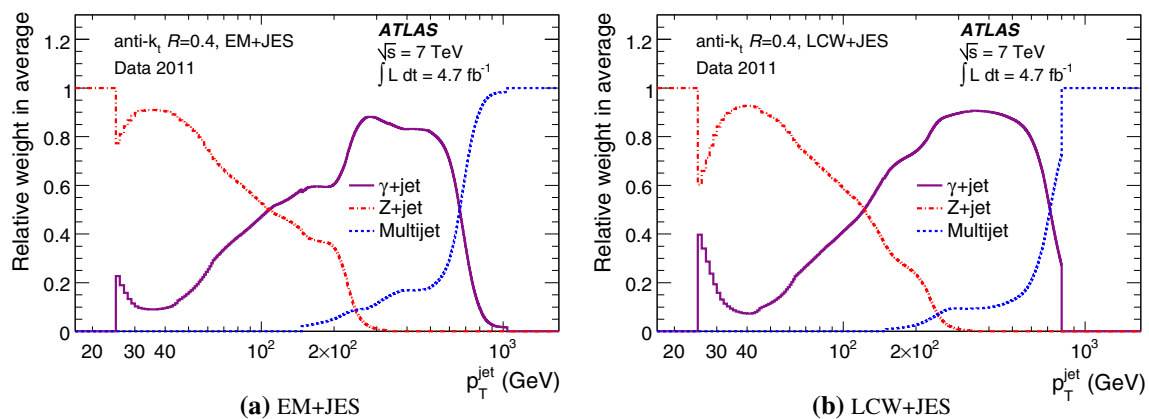 Relative weight in average
1.2
1
0.8
0.6
0.4
0.2
0
anti-kt R=0.4, EM+JES
Data 2011
ATLAS
√s = 7 TeV
∫ L dt = 4.7 fb⁻¹
γ+jet
Z+jet
Multijet
20 30 40 10² 2×10² 10³
p_T^jet (GeV)
(a) EM+JES
Relative weight in average
1.2
1
0.8
0.6
0.4
0.2
0
anti-kt R=0.4, LCW+JES
Data 2011
ATLAS
√s = 7 TeV
∫ L dt = 4.7 fb⁻¹
γ+jet
Z+jet
Multijet
20 30 40 10² 2×10² 10³
p_T^jet (GeV)
(b) LCW+JES